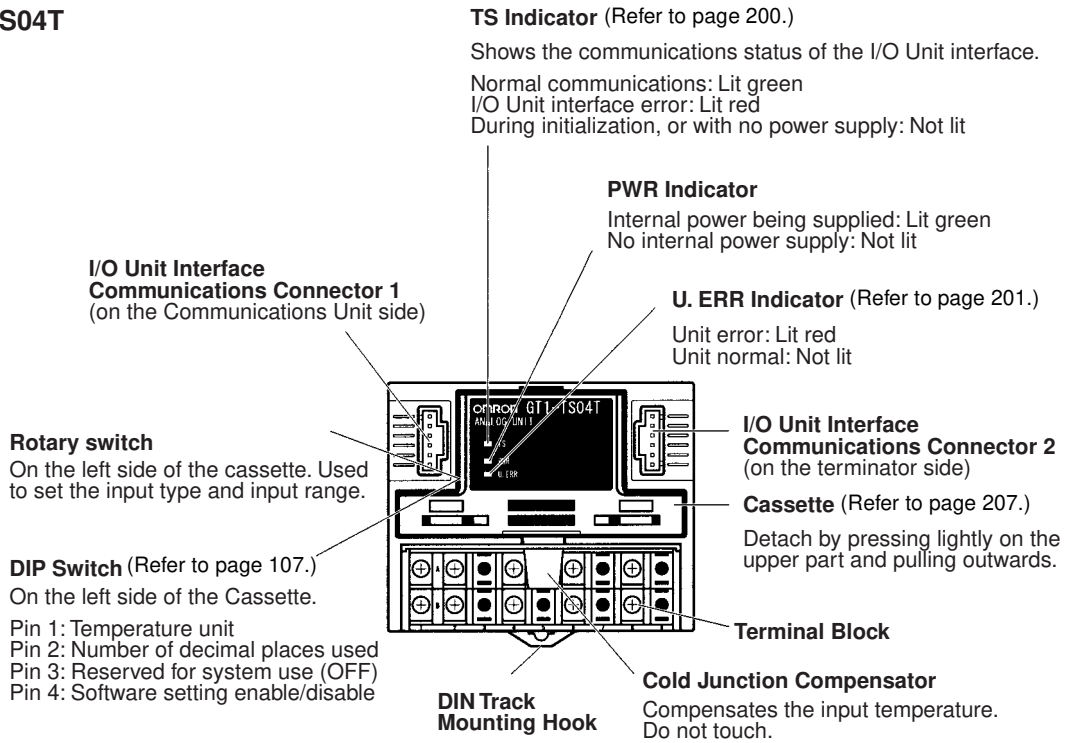 S04T
TS Indicator (Refer to page 200.)
Shows the communications status of the I/O Unit interface.
Normal communications: Lit green
I/O Unit interface error: Lit red
During initialization, or with no power supply: Not lit
PWR Indicator
Internal power being supplied: Lit green
No internal power supply: Not lit
I/O Unit Interface
Communications Connector 1
(on the Communications Unit side)
U. ERR Indicator (Refer to page 201.)
Unit error: Lit red
Unit normal: Not lit
OMRON GT1-TS04T
ANALOG UNIT
TS
U.ERR
Rotary switch
On the left side of the cassette. Used
to set the input type and input range.
I/O Unit Interface
Communications Connector 2
(on the terminator side)
Cassette (Refer to page 207.)
Detach by pressing lightly on the
upper part and pulling outwards.
DIP Switch (Refer to page 107.)
On the left side of the Cassette.
Pin 1: Temperature unit
Pin 2: Number of decimal places used
Pin 3: Reserved for system use (OFF)
Pin 4: Software setting enable/disable
A
B
Terminal Block
DIN Track
Mounting Hook
Cold Junction Compensator
Compensates the input temperature.
Do not touch.